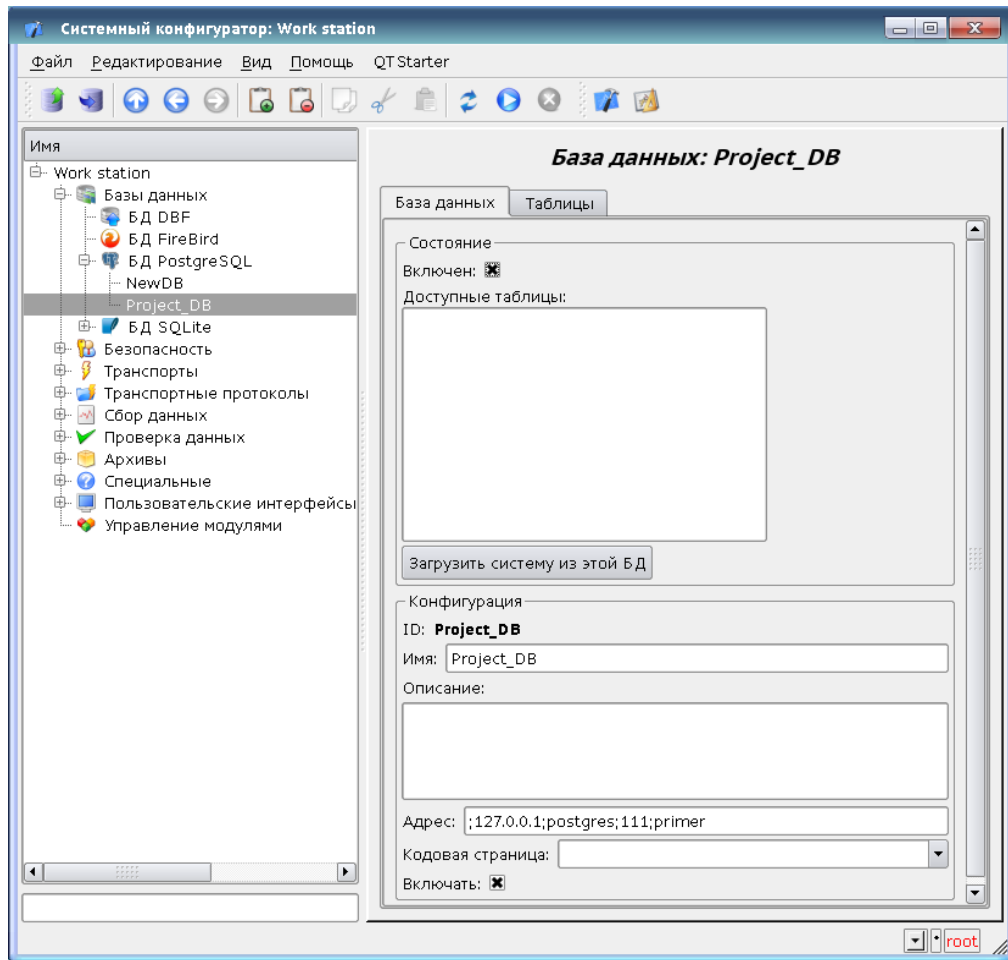 Системный конфигуратор: Work station
Файл Редактирование Вид Помощь QTStarter
Имя
Work station
Базы данных
БД DBF
БД FireBird
БД PostgreSQL
NewDB
Project_DB
БД SQLite
Безопасность
Транспорты
Транспортные протоколы
Сбор данных
Проверка данных
Архивы
Специальные
Пользовательские интерфейсы
Управление модулями
База данных: Project_DB
База данных Таблицы
Состояние
Включен:
Доступные таблицы:
Загрузить систему из этой БД
Конфигурация
ID: Project_DB
Имя: Project_DB
Описание:
Адрес: ;127.0.0.1;postgres;111;primer
Кодовая страница:
Включать:
root